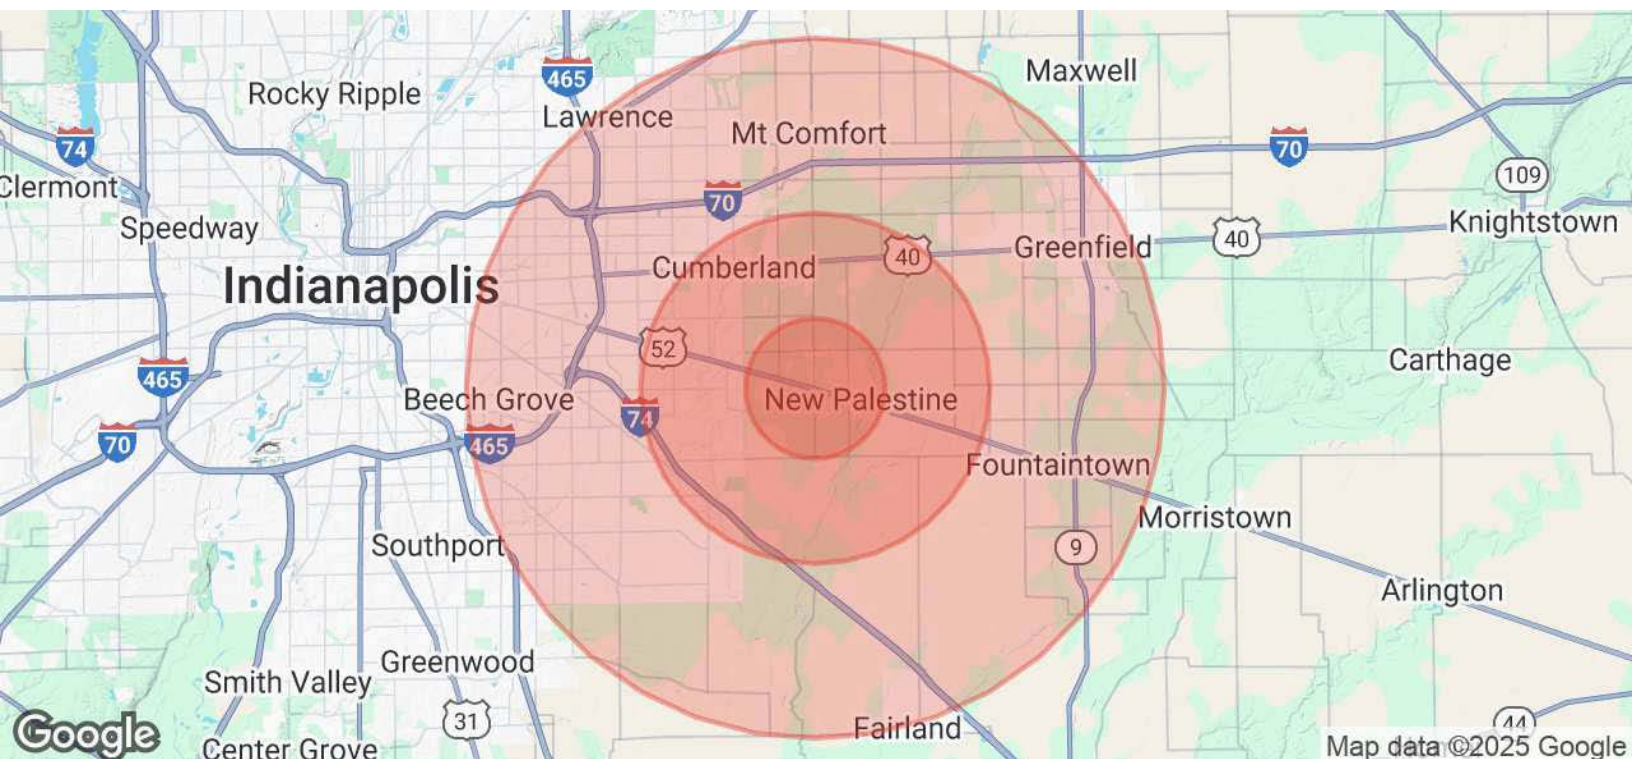 Maxwell
465
Rocky Ripple
Lawrence
Mt Comfort
74
70
109
Clermont
70
Speedway
Knightstown
40
Greenfield
40
Cumberland
Indianapolis
52
Carthage
465
Beech Grove
New Palestine
74
70
465
Fountaintown
Morristown
Southport
9
Arlington
Greenwood
Smith Valley
31
Fairland
44
Google
Center Grove
Map data ©2025 Google